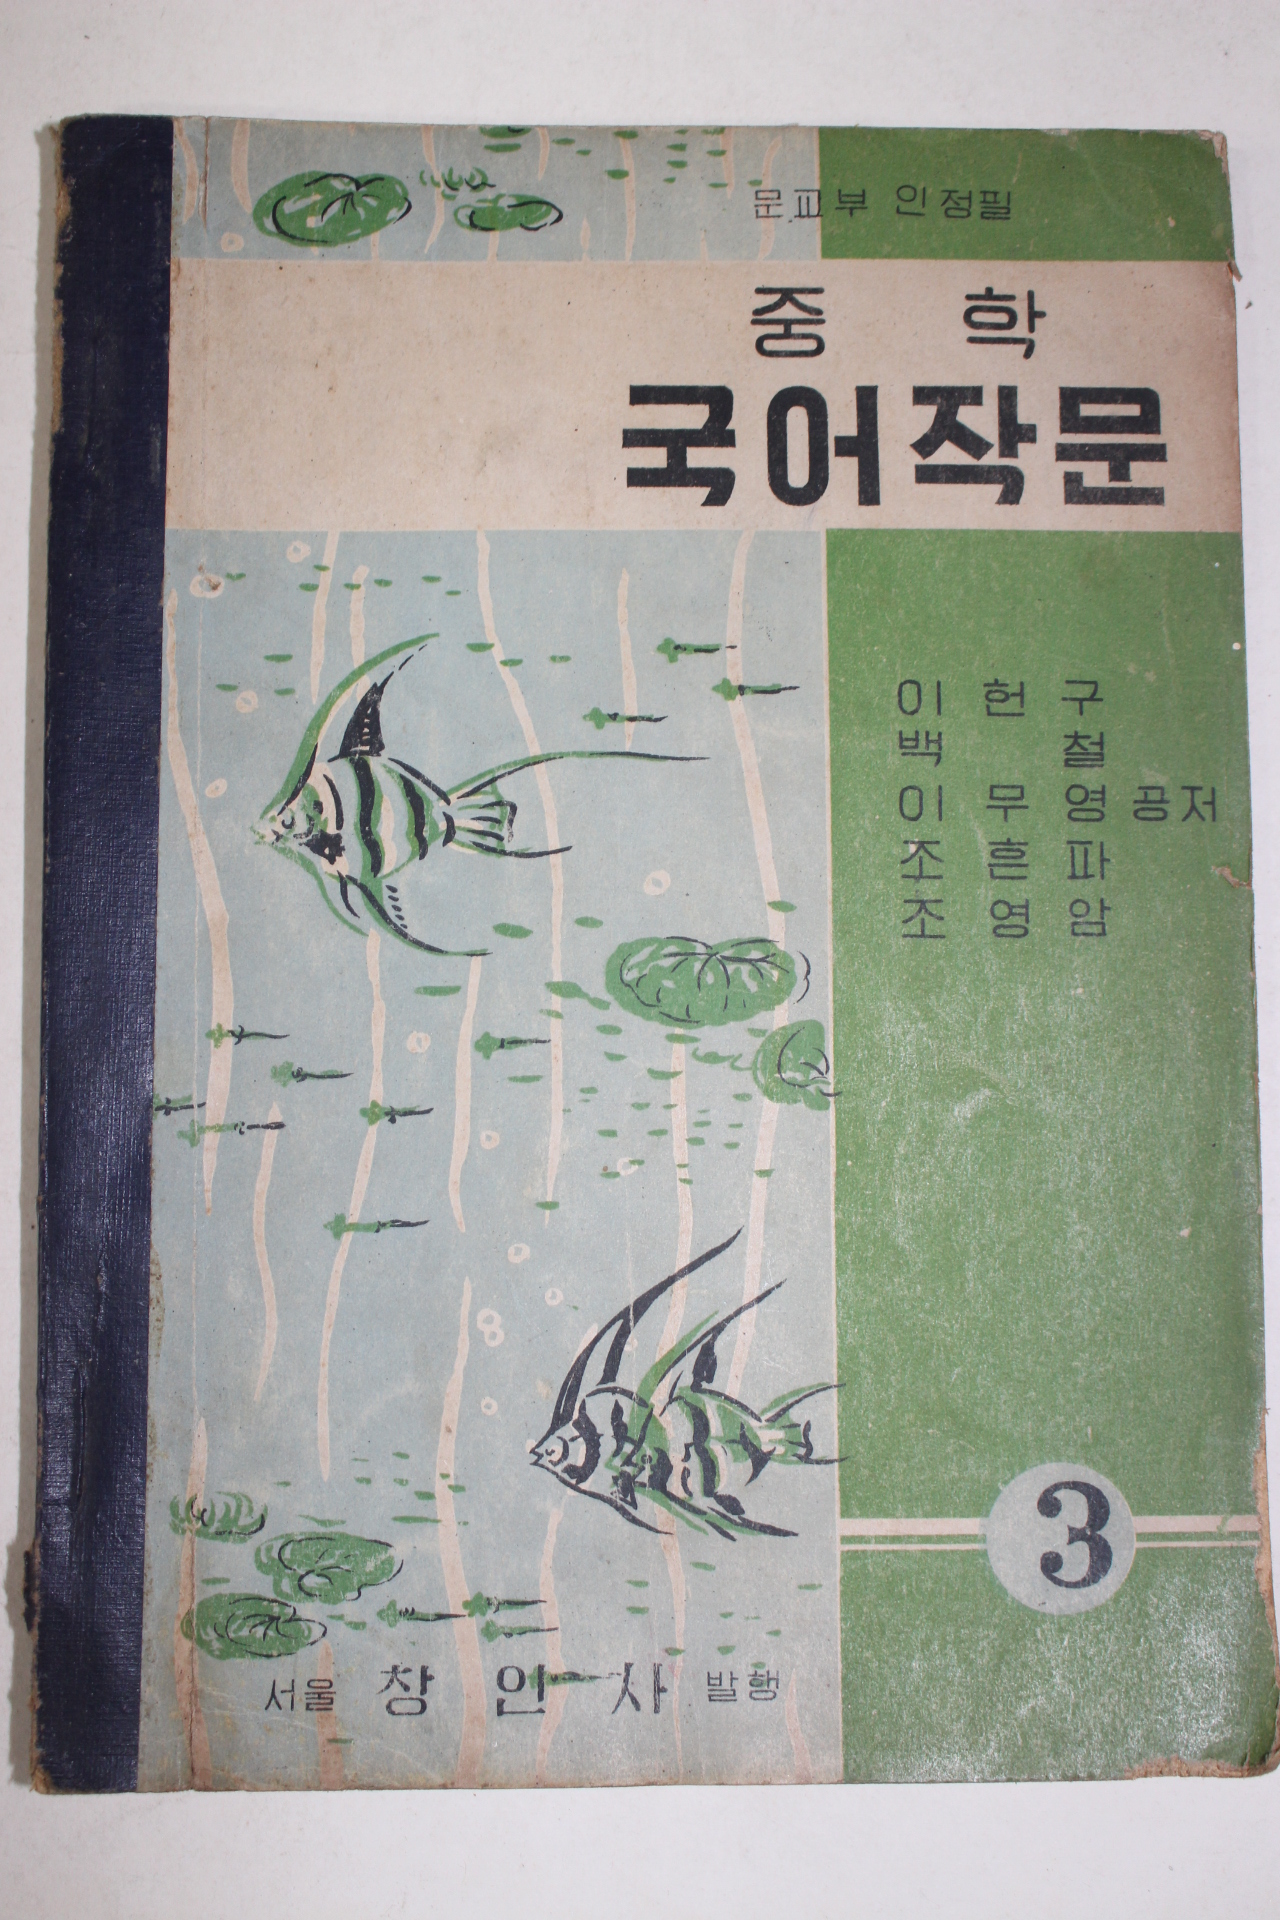 문교부 인정필
중학
국어작문
이헌구
백철
이무영 공저
조흔파
조영암
3
서울 창인사 발행